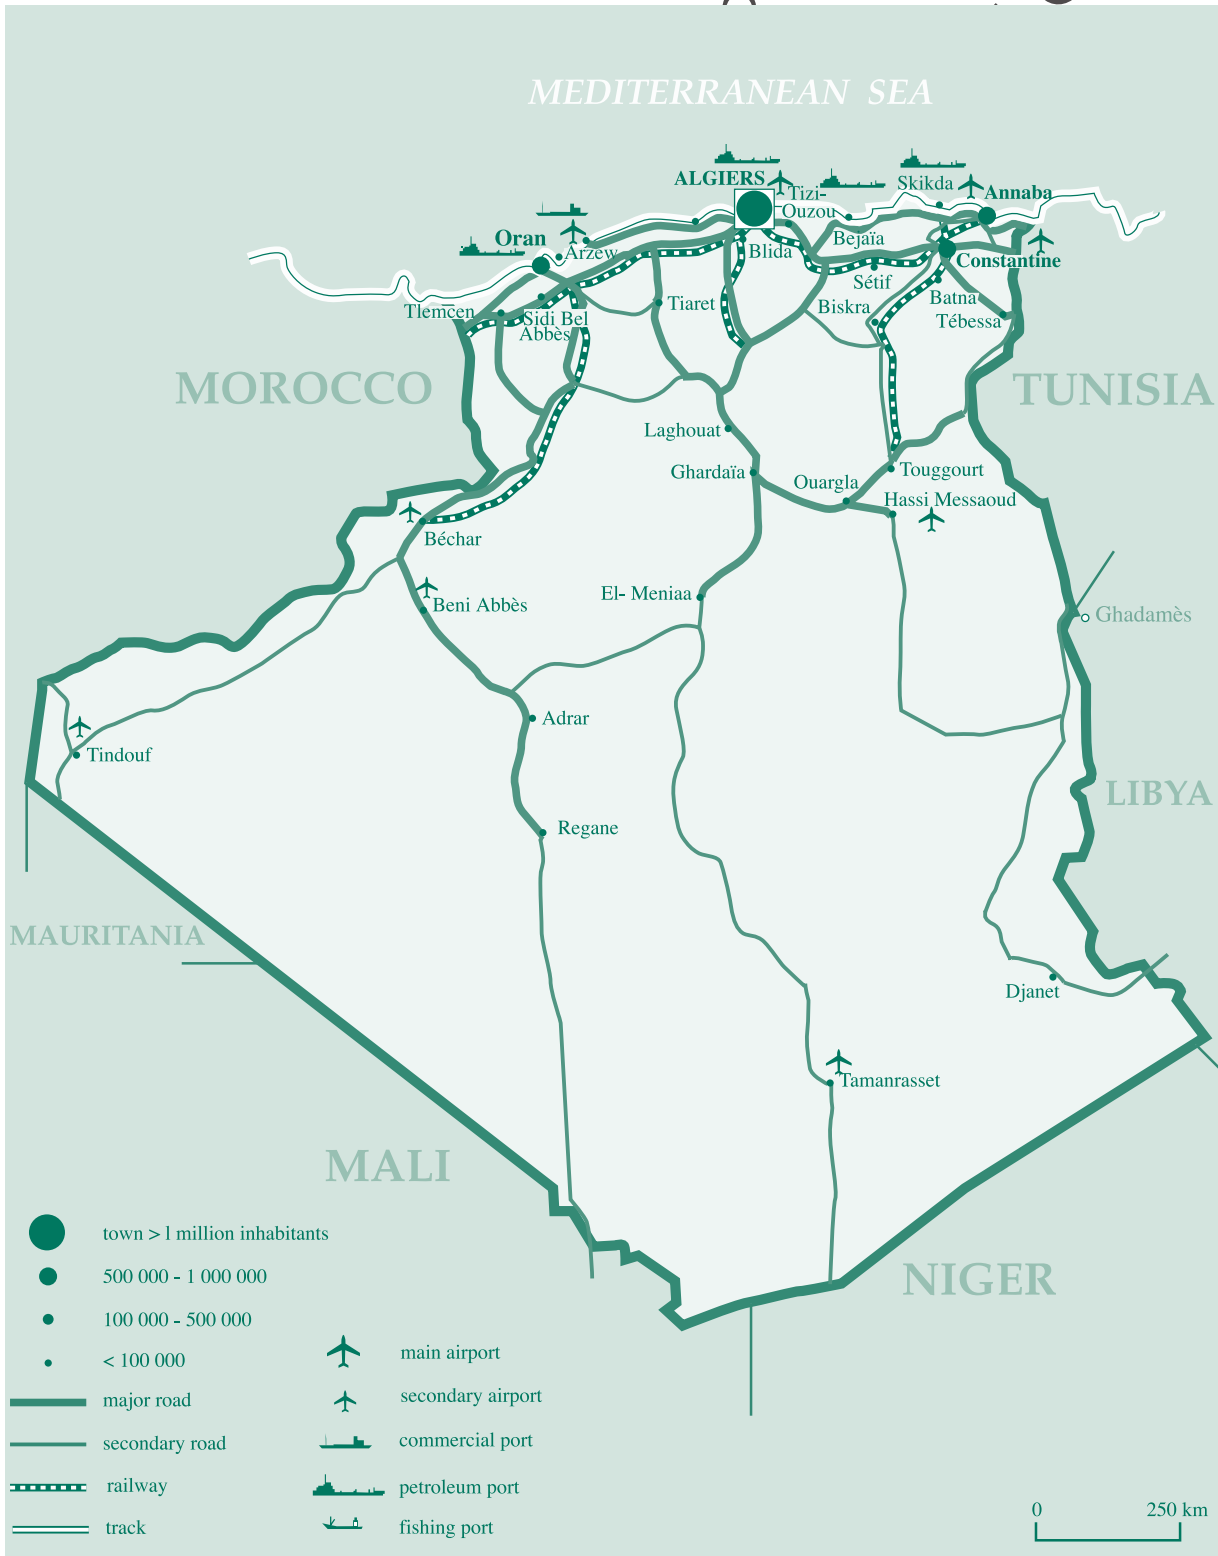 MEDITERRANEAN SEA
ALGIERS
Tizi-
Ouzou
Skikda
Annaba
Oran
Arzew
Blida
Bejaïa
Constantine
Sétif
Batna
Biskra
Tébessa
Tlemcen
Sidi Bel
Abbès
Tiaret
MOROCCO
TUNISIA
Laghouat
Ghardaïa
Ouargla
Touggourt
Hassi Messaoud
Béchar
Beni Abbès
El- Meniaa
Ghadamès
Adrar
Tindouf
LIBYA
Regane
MAURITANIA
Djanet
Tamanrasset
MALI
NIGER
town > l million inhabitants
500 000 - 1 000 000
100 000 - 500 000
< 100 000
major road
secondary road
railway
track
main airport
secondary airport
commercial port
petroleum port
fishing port
0 250 km